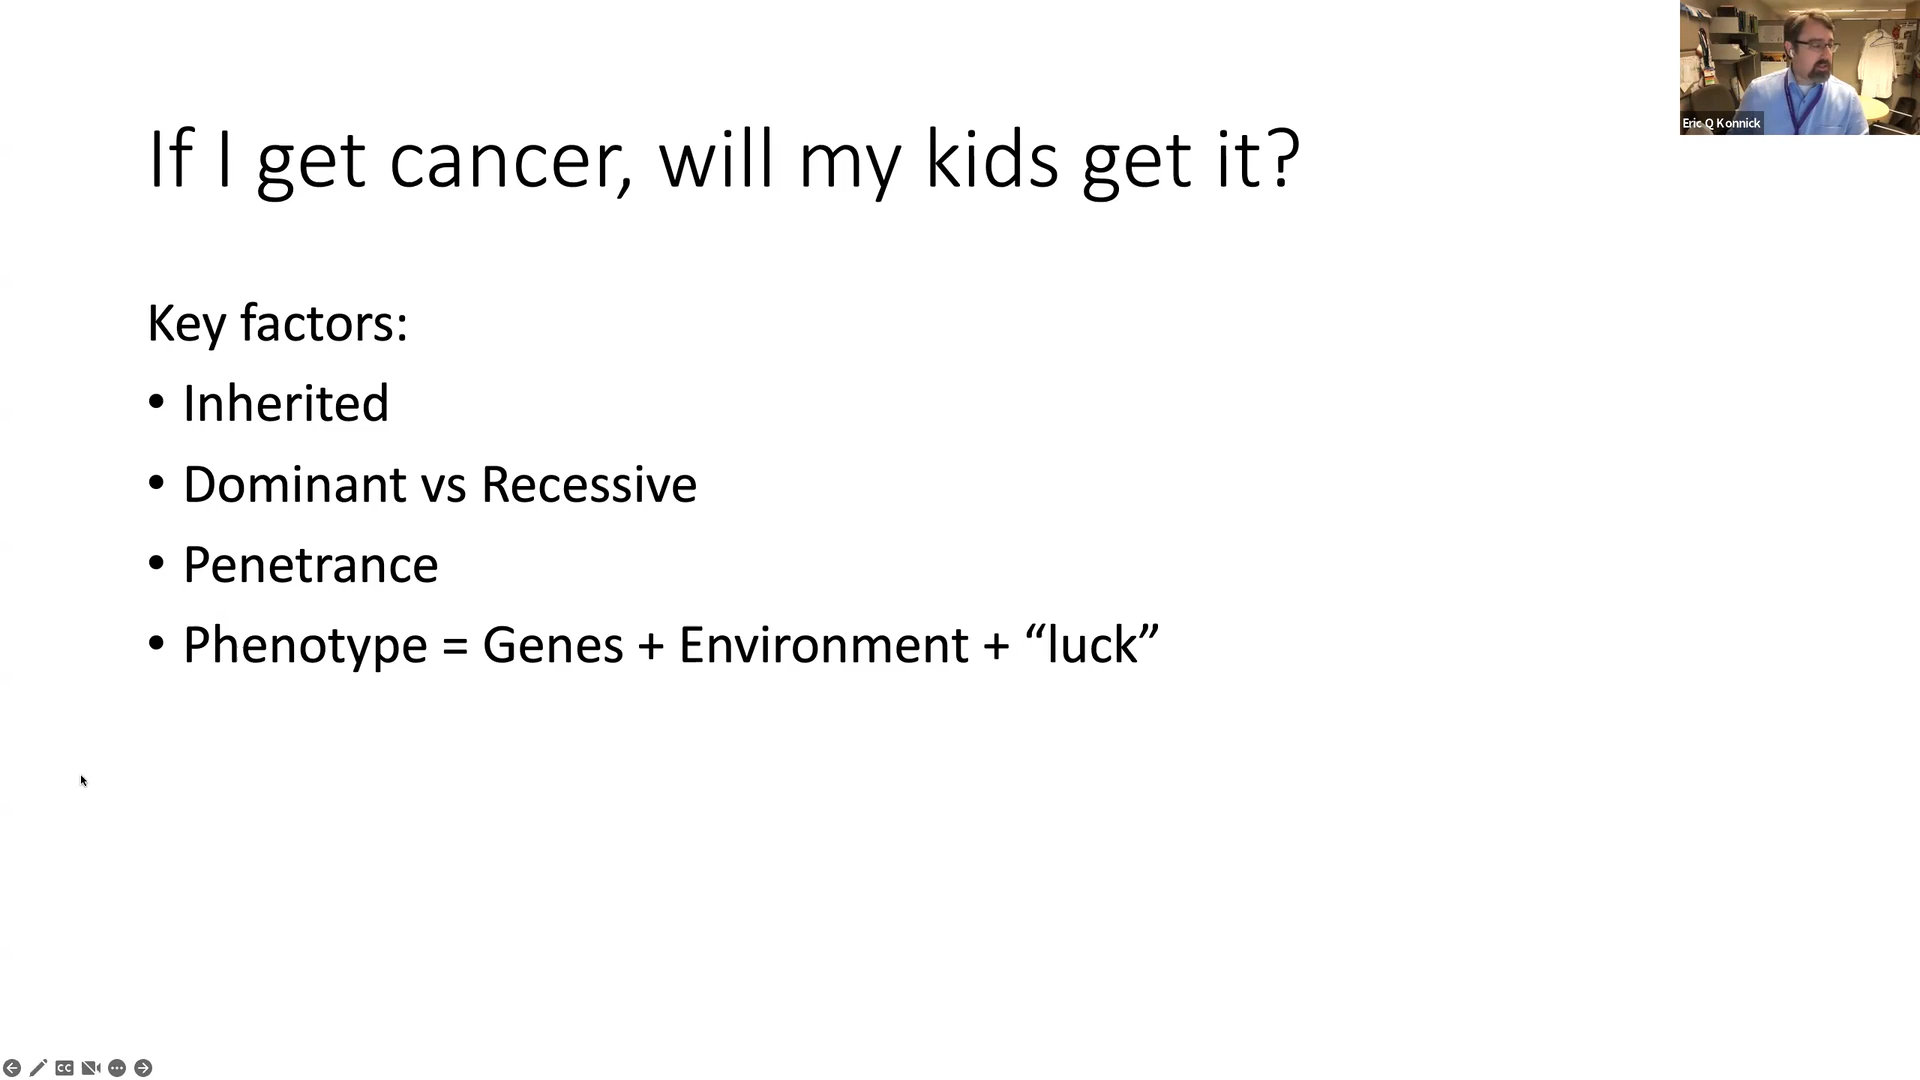 If I get cancer, will my kids get it?
Key factors:
• Inherited
• Dominant vs Recessive
• Penetrance
• Phenotype = Genes + Environment + “luck”
Eric Q Konnick
CC